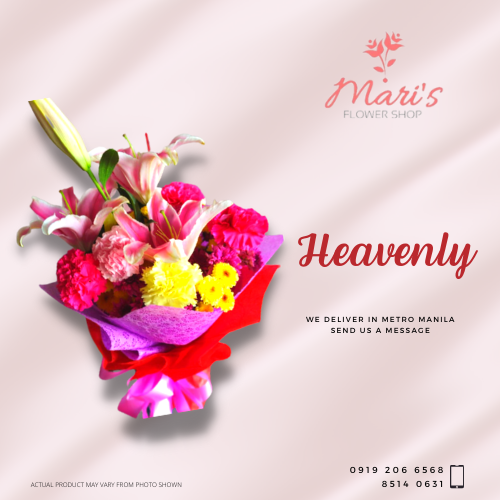 Mari's
FLOWER SHOP
Heavenly
WE DELIVER IN METRO MANILA
SEND US A MESSAGE
0919 206 6568
8514 0631
ACTUAL PRODUCT MAY VARY FROM PHOTO SHOWN